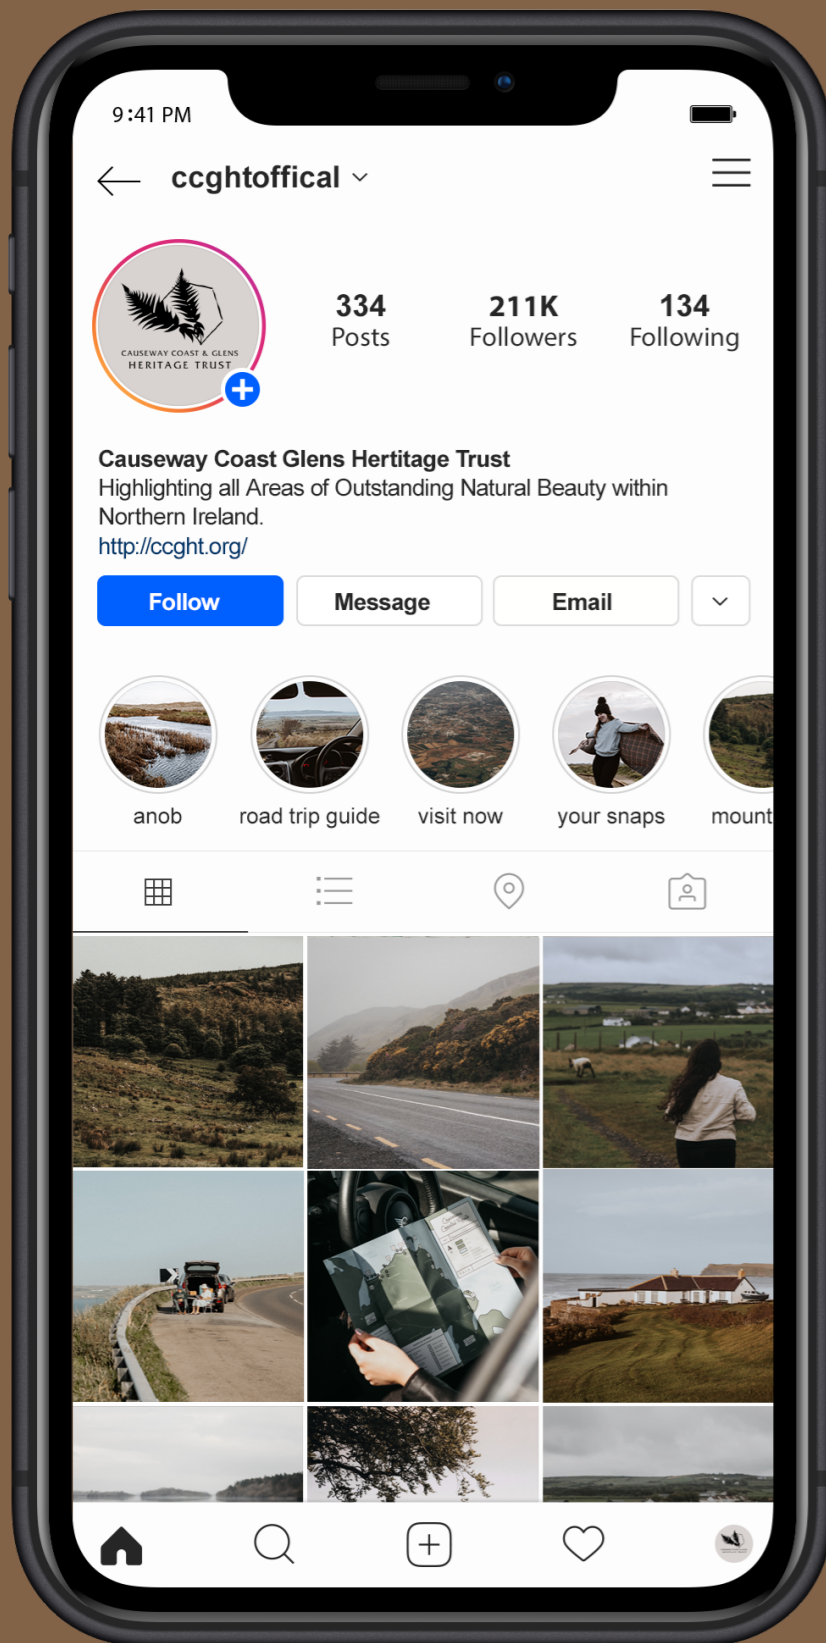 9:41 PM
ccghtoffical
CAUSEWAY COAST & GLENS
HERITAGE TRUST
334
Posts
211K
Followers
134
Following
Causeway Coast Glens Hertitage Trust
Highlighting all Areas of Outstanding Natural Beauty within
Northern Ireland.
http://ccght.org/
Follow
Message
Email
anob
road trip guide
visit now
your snaps
mount